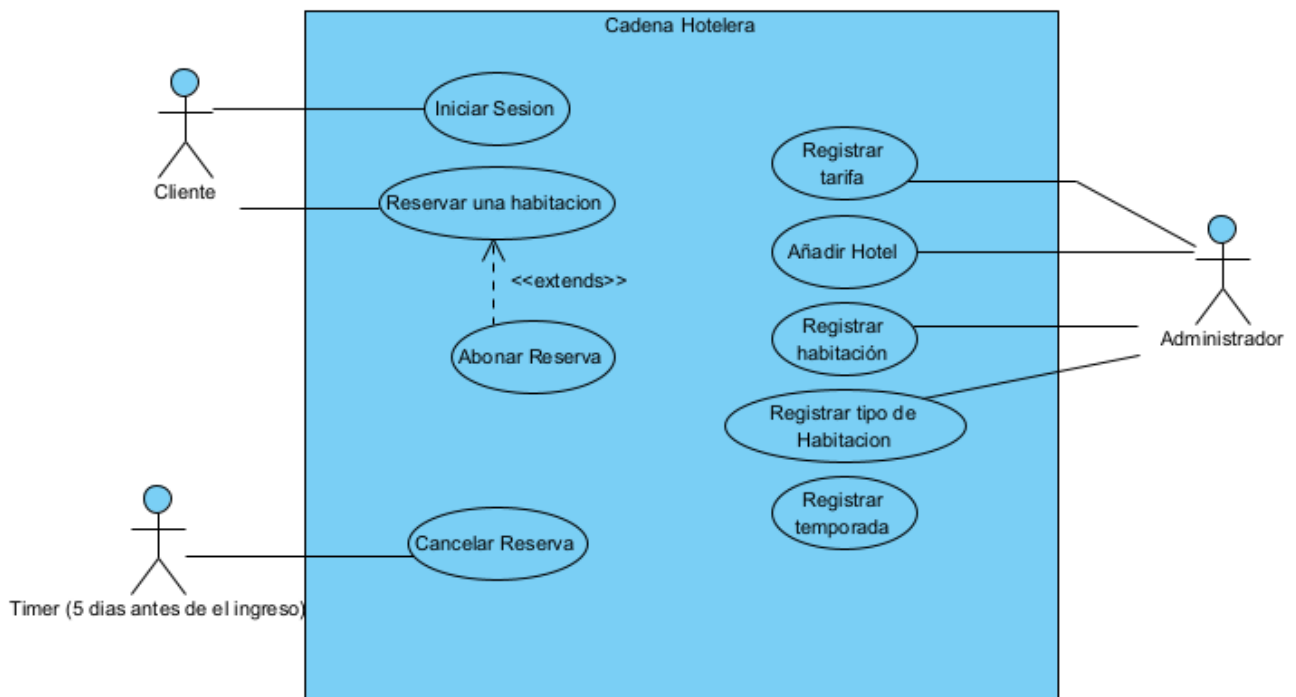 Cadena Hotelera
Iniciar Sesion
Cliente
Reservar una habitacion
<<extends>>
Abonar Reserva
Cancelar Reserva
Timer (5 dias antes de el ingreso)
Registrar
tarifa
Añadir Hotel
Registrar
habitación
Registrar tipo de
Habitacion
Registrar
temporada
Administrador